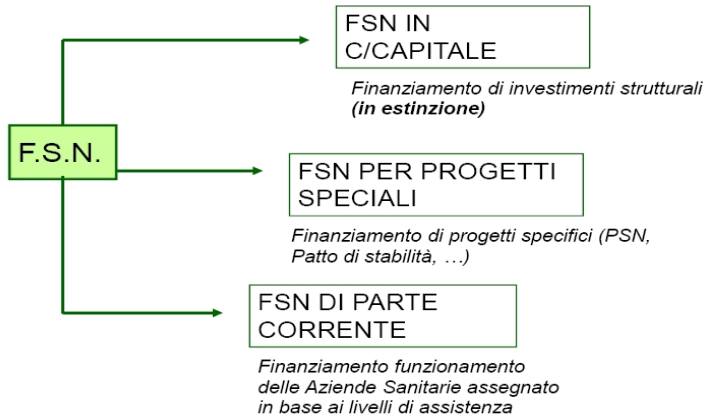 FSN IN
C/CAPITALE
Finanziamento di investimenti strutturali
(in estinzione)
F.S.N.
FSN PER PROGETTI
SPECIALI
Finanziamento di progetti specifici (PSN,
Patto di stabilità, …)
FSN DI PARTE
CORRENTE
Finanziamento funzionamento
delle Aziende Sanitarie assegnato
in base ai livelli di assistenza